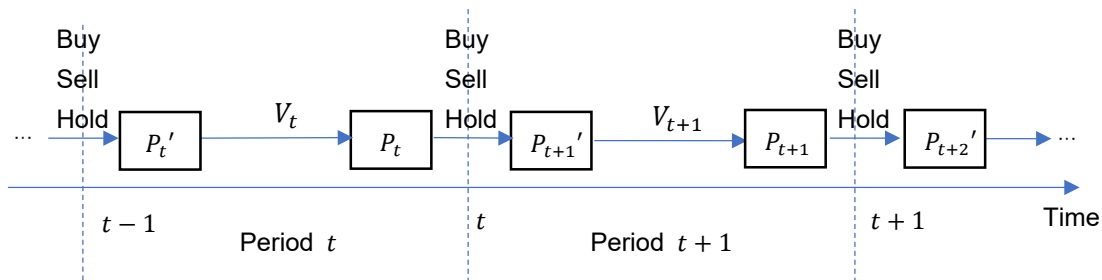 Buy Buy Buy
Sell Sell Sell
Hold V_t Hold V_{t+1} Hold
... P_t' P_t P_{t+1}' P_{t+1} P_{t+2}' ...
t − 1 t t + 1 Time
Period t Period t + 1